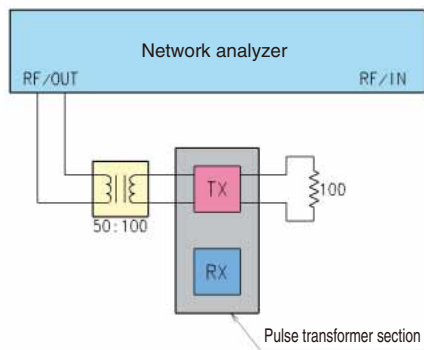 Network analyzer
RF/OUT
RF/IN
50:100
TX
100
RX
Pulse transformer section